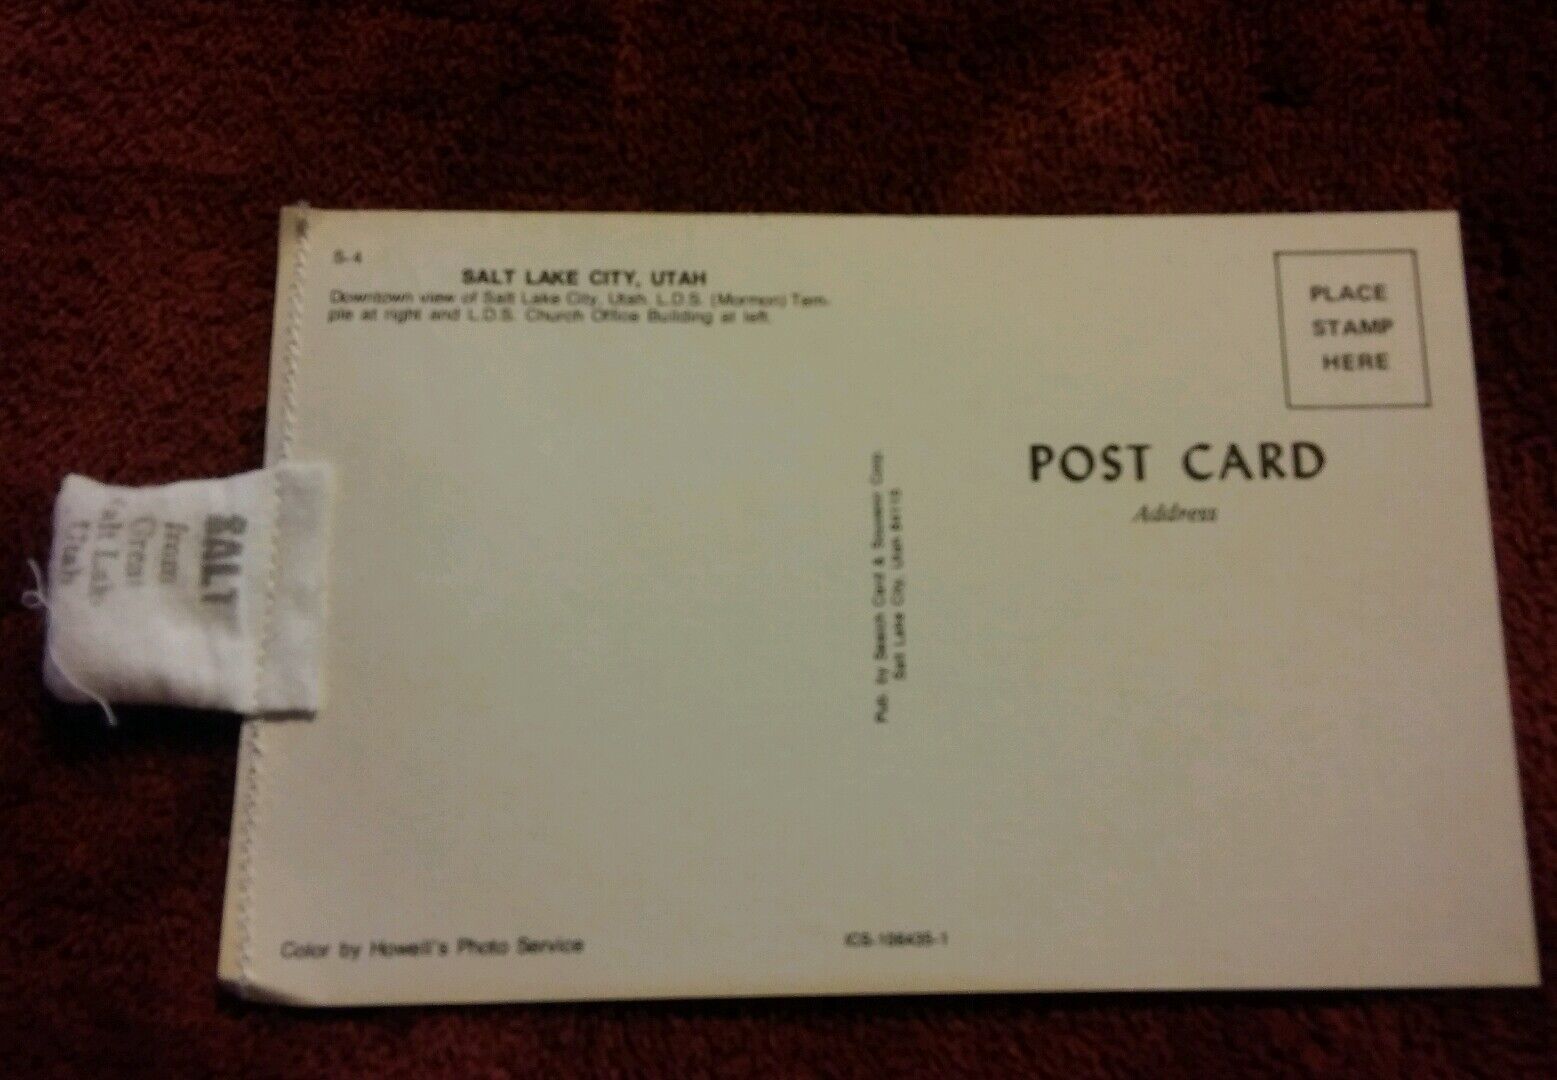 S-4
SALT LAKE CITY, UTAH
Downtown view of Salt Lake City, Utah. L.D.S. (Mormon) Tem-
ple at right and L.D.S. Church Office Building at left.
PLACE
STAMP
HERE
POST CARD
Address
Pub. by Beach Card & Souvenir Corp.
Salt Lake City, Utah 84115
SALT
from
Great
Salt Lake
Utah
Color by Howell's Photo Service
ICS-106435-1